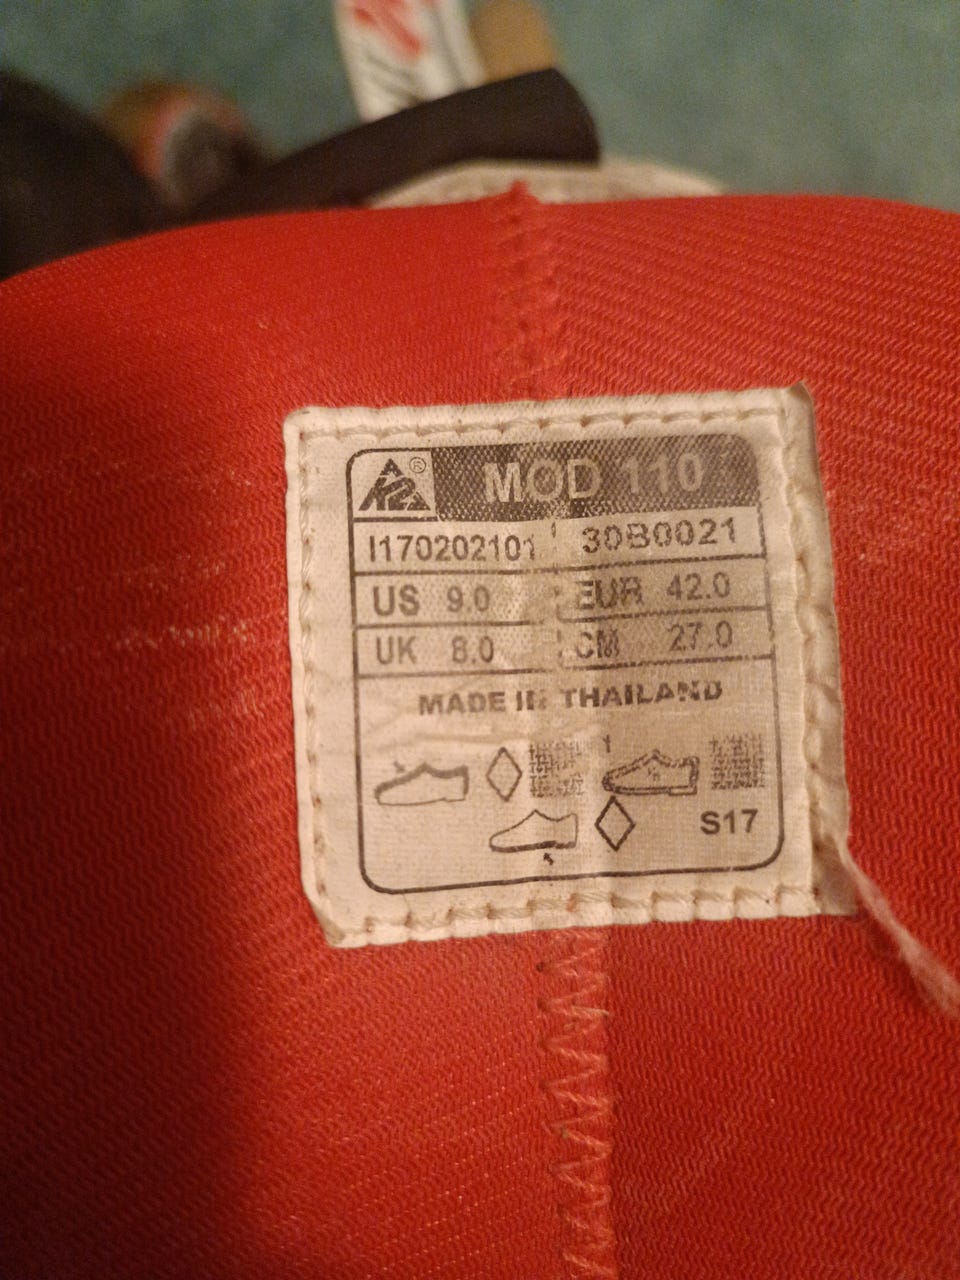 K2 ® MOD 110
I170202101 30B0021
US 9.0 EUR 42.0
UK 8.0 CM 27.0
MADE IN THAILAND
1
S17